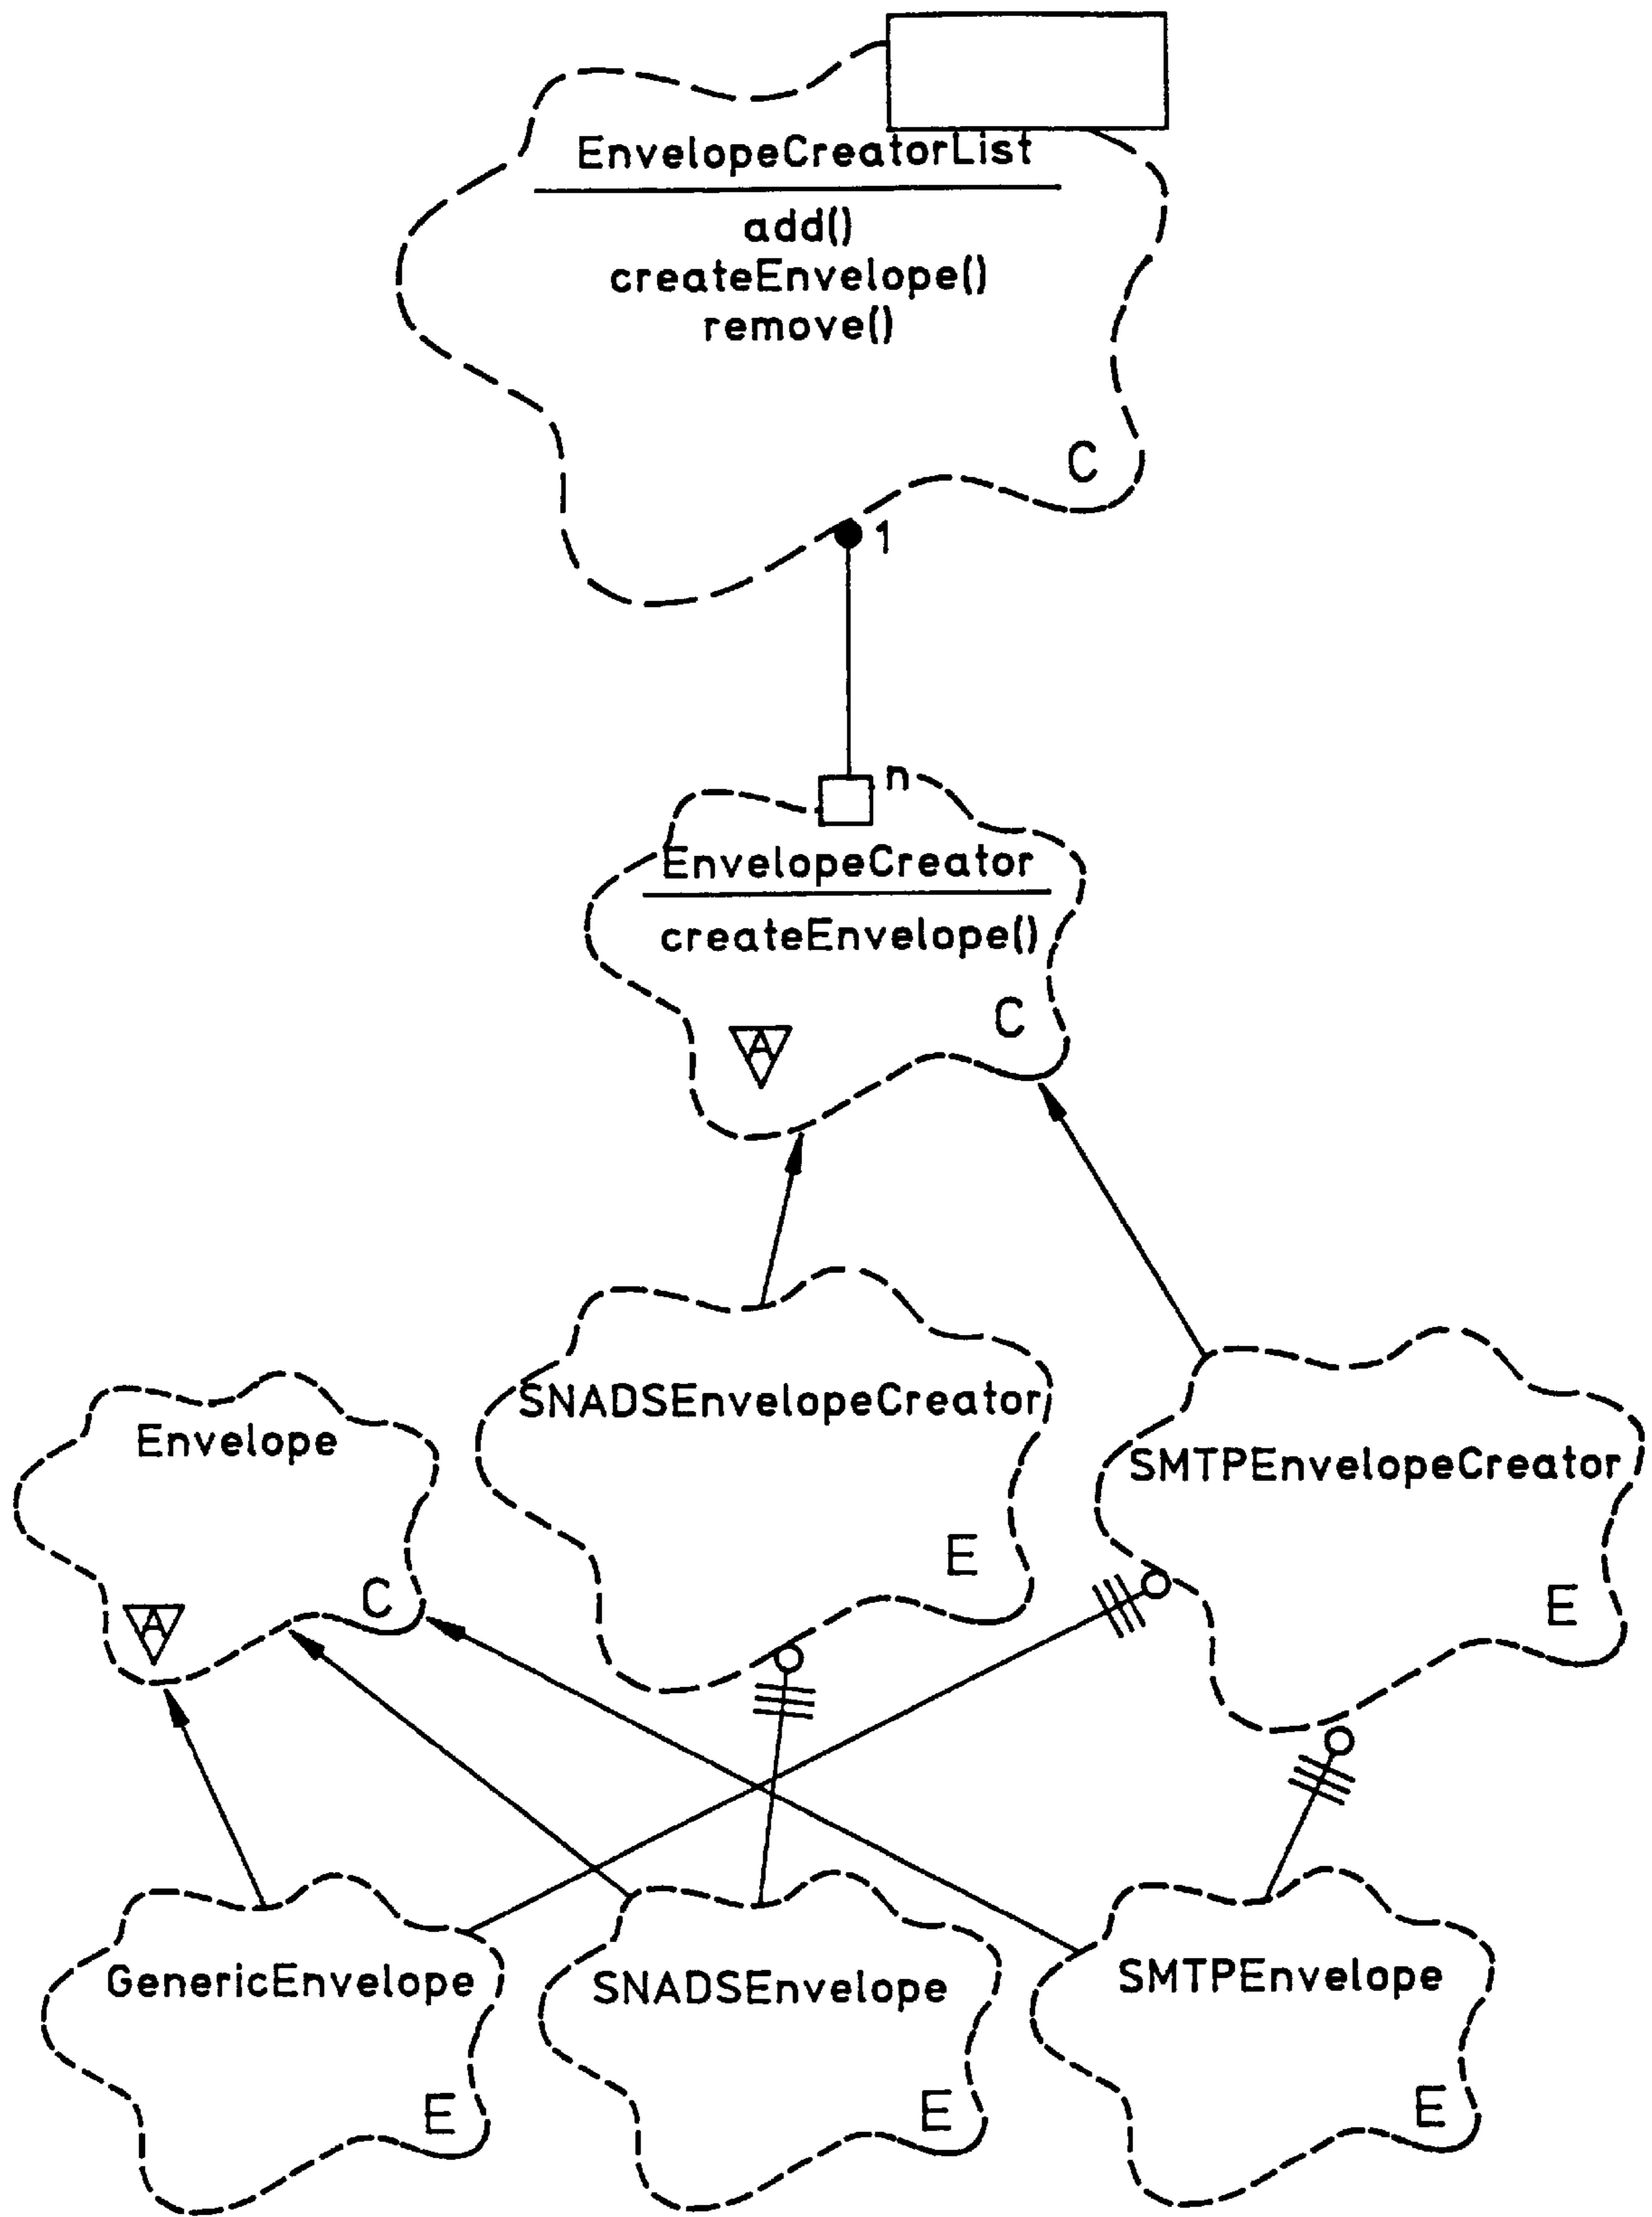 EnvelopeCreatorList
add()
createEnvelope()
remove()
C
1
n
EnvelopeCreator
createEnvelope()
C
A
SNADSEnvelopeCreator
E
Envelope
C
A
SMTPEnvelopeCreator
E
GenericEnvelope
E
SNADSEnvelope
E
SMTPEnvelope
E